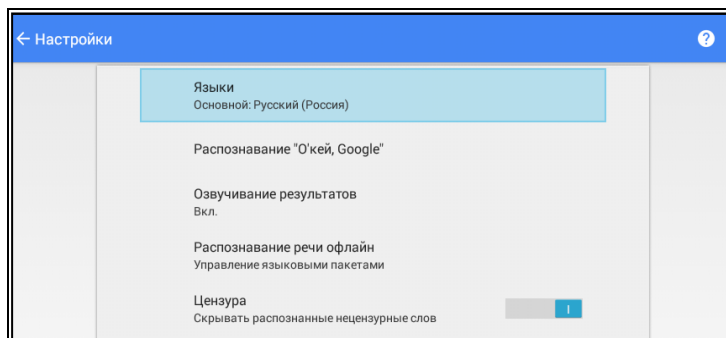 Настройки
Языки
Основной: Русский (Россия)
Распознавание "О'кей, Google"
Озвучивание результатов
Вкл.
Распознавание речи офлайн
Управление языковыми пакетами
Цензура
Скрывать распознанные нецензурные слов